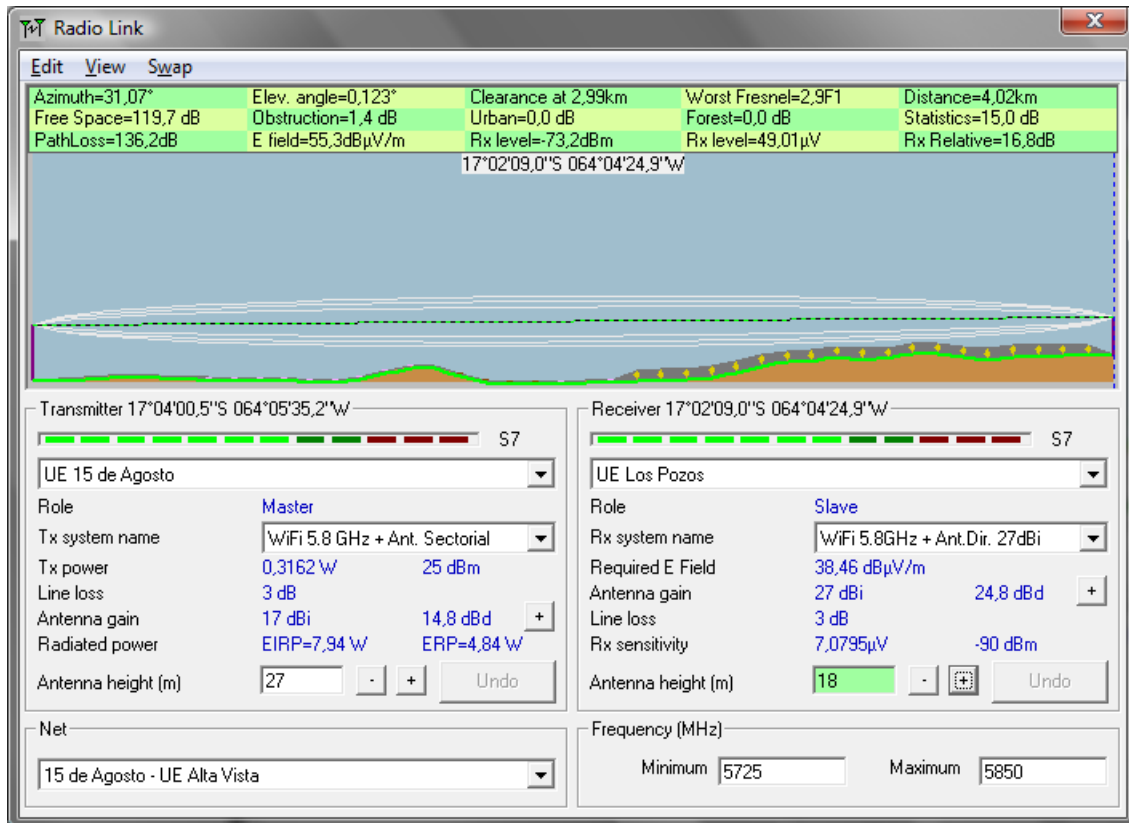 Radio Link
Edit View Swap
Azimuth=31,07° Elev. angle=0,123° Clearance at 2,99km Worst Fresnel=2,9F1 Distance=4,02km
Free Space=119,7 dB Obstruction=1,4 dB Urban=0,0 dB Forest=0,0 dB Statistics=15,0 dB
PathLoss=136,2dB E field=55,3dBµV/m Rx level=-73,2dBm Rx level=49,01µV Rx Relative=16,8dB
17°02'09,0''S 064°04'24,9''W
Transmitter 17°04'00,5''S 064°05'35,2''W
S7
UE 15 de Agosto
Role Master
Tx system name WiFi 5.8 GHz + Ant. Sectorial
Tx power 0,3162 W 25 dBm
Line loss 3 dB
Antenna gain 17 dBi 14,8 dBd +
Radiated power EIRP=7,94 W ERP=4,84 W
Antenna height (m) 27 - + Undo
Net
15 de Agosto - UE Alta Vista
Receiver 17°02'09,0''S 064°04'24,9''W
S7
UE Los Pozos
Role Slave
Rx system name WiFi 5.8GHz + Ant.Dir. 27dBi
Required E Field 38,46 dBµV/m
Antenna gain 27 dBi 24,8 dBd +
Line loss 3 dB
Rx sensitivity 7,0795µV -90 dBm
Antenna height (m) 18 - + Undo
Frequency (MHz)
Minimum 5725 Maximum 5850